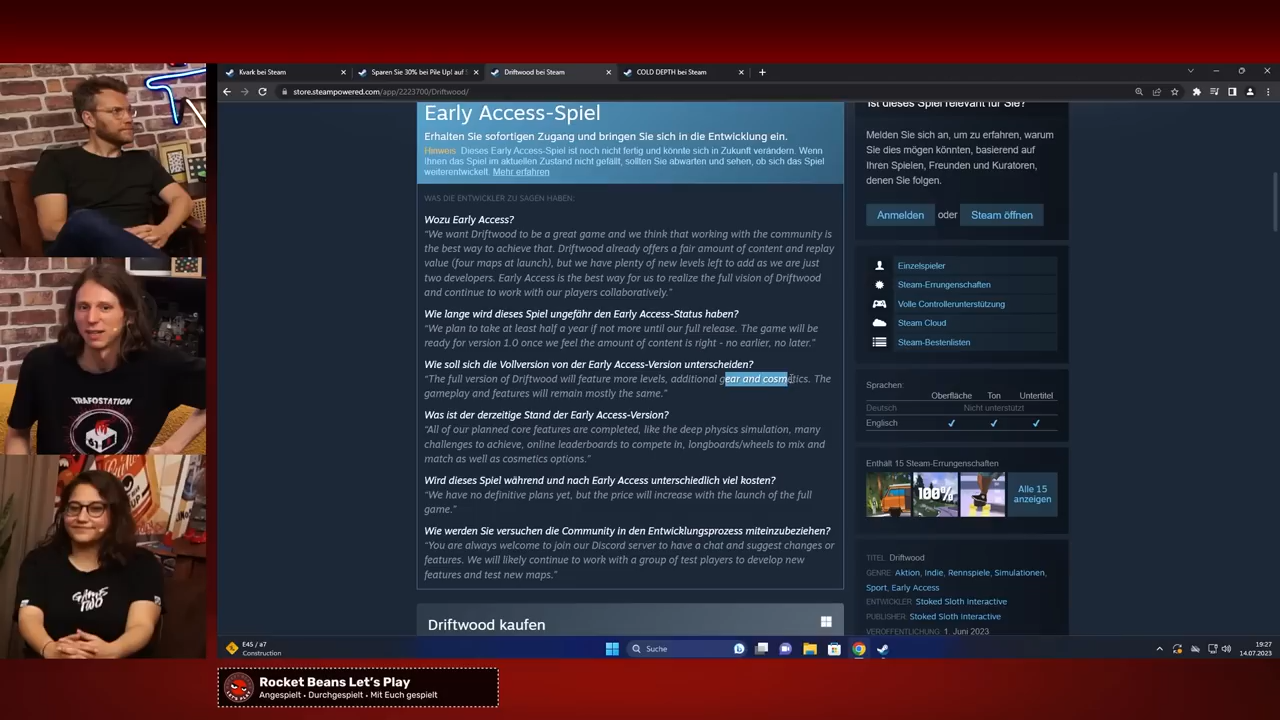 Kvark bei Steam
Sparen Sie 30% bei Pile Up! auf S
Driftwood bei Steam
COLD DEPTH bei Steam
store.steampowered.com/app/2223700/Driftwood/
Early Access-Spiel
Erhalten Sie sofortigen Zugang und bringen Sie sich in die Entwicklung ein.
Hinweis: Dieses Early Access-Spiel ist noch nicht fertig und könnte sich in Zukunft verändern. Wenn
Ihnen das Spiel im aktuellen Zustand nicht gefällt, sollten Sie abwarten und sehen, ob sich das Spiel
weiterentwickelt. Mehr erfahren
WAS DIE ENTWICKLER ZU SAGEN HABEN:
Wozu Early Access?
“We want Driftwood to be a great game and we think that working with the community is
the best way to achieve that. Driftwood already offers a fair amount of content and replay
value (four maps at launch), but we have plenty of new levels left to add as we are just
two developers. Early Access is the best way for us to realize the full vision of Driftwood
and continue to work with our players collaboratively.”
Wie lange wird dieses Spiel ungefähr den Early Access-Status haben?
“We plan to take at least half a year if not more until our full release. The game will be
ready for version 1.0 once we feel the amount of content is right - no earlier, no later.”
Wie soll sich die Vollversion von der Early Access-Version unterscheiden?
“The full version of Driftwood will feature more levels, additional gear and cosmetics. The
gameplay and features will remain mostly the same.”
Was ist der derzeitige Stand der Early Access-Version?
“All of our planned core features are completed, like the deep physics simulation, many
challenges to achieve, online leaderboards to compete in, longboards/wheels to mix and
match as well as cosmetics options.”
Wird dieses Spiel während und nach Early Access unterschiedlich viel kosten?
“We have no definitive plans yet, but the price will increase with the launch of the full
game.”
Wie werden Sie versuchen die Community in den Entwicklungsprozess miteinzubeziehen?
“You are always welcome to join our Discord server to have a chat and suggest changes or
features. We will likely continue to work with a group of test players to develop new
features and test new maps.”
Driftwood kaufen
Ist dieses Spiel relevant für Sie?
Melden Sie sich an, um zu erfahren, warum
Sie dies mögen könnten, basierend auf
Ihren Spielen, Freunden und Kuratoren,
denen Sie folgen.
Anmelden oder Steam öffnen
Einzelspieler
Steam-Errungenschaften
Volle Controllerunterstützung
Steam Cloud
Steam-Bestenlisten
Sprachen:
Oberfläche Ton Untertitel
Deutsch Nicht unterstützt
Englisch ✔ ✔ ✔
Enthält 15 Steam-Errungenschaften
100%
Alle 15
anzeigen
TITEL: Driftwood
GENRE: Aktion, Indie, Rennspiele, Simulationen,
Sport, Early Access
ENTWICKLER: Stoked Sloth Interactive
PUBLISHER: Stoked Sloth Interactive
VERÖFFENTLICHUNG: 1. Juni 2023
E45 / a7
Construction
Suche
19:27
14.07.2023
TRAFOSTATION
GAME
TWO
LET'S PLAY
Rocket Beans Let's Play
Angespielt • Durchgespielt • Mit Euch gespielt